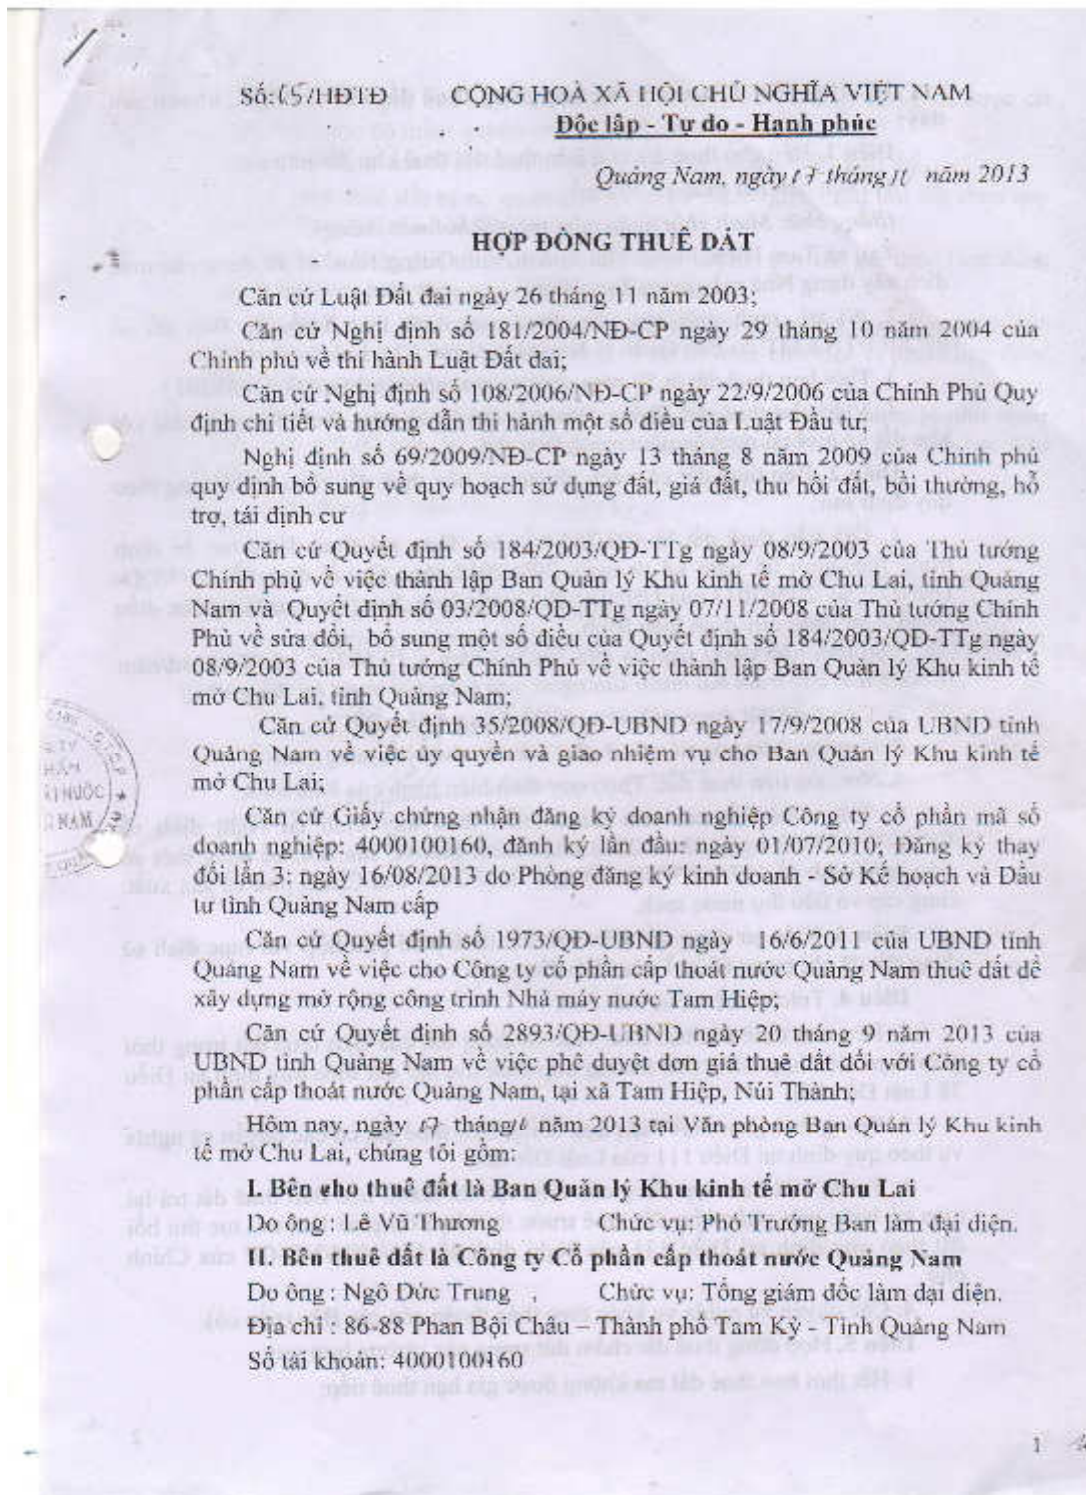 Số: 65/HĐTĐ CỘNG HOÀ XÃ HỘI CHỦ NGHĨA VIỆT NAM
Độc lập - Tự do - Hạnh phúc
Quảng Nam, ngày 17 tháng năm 2013
HỢP ĐỒNG THUÊ ĐẤT
Căn cứ Luật Đất đai ngày 26 tháng 11 năm 2003;
Căn cứ Nghị định số 181/2004/NĐ-CP ngày 29 tháng 10 năm 2004 của
Chính phủ về thi hành Luật Đất đai;
Căn cứ Nghị định số 108/2006/NĐ-CP ngày 22/9/2006 của Chính Phủ Quy
định chi tiết và hướng dẫn thi hành một số điều của Luật Đầu tư;
Nghị định số 69/2009/NĐ-CP ngày 13 tháng 8 năm 2009 của Chính phủ
quy định bổ sung về quy hoạch sử dụng đất, giá đất, thu hồi đất, bồi thường, hỗ
trợ, tái định cư
Căn cứ Quyết định số 184/2003/QĐ-TTg ngày 08/9/2003 của Thủ tướng
Chính phủ về việc thành lập Ban Quản lý Khu kinh tế mở Chu Lai, tỉnh Quảng
Nam và Quyết định số 03/2008/QĐ-TTg ngày 07/11/2008 của Thủ tướng Chính
Phủ về sửa đổi, bổ sung một số điều của Quyết định số 184/2003/QĐ-TTg ngày
08/9/2003 của Thủ tướng Chính Phủ về việc thành lập Ban Quản lý Khu kinh tế
mở Chu Lai, tỉnh Quảng Nam;
Căn cứ Quyết định 35/2008/QĐ-UBND ngày 17/9/2008 của UBND tỉnh
Quảng Nam về việc ủy quyền và giao nhiệm vụ cho Ban Quản lý Khu kinh tế
mở Chu Lai;
Căn cứ Giấy chứng nhận đăng ký doanh nghiệp Công ty cổ phần mã số
doanh nghiệp: 4000100160, đănh ký lần đầu: ngày 01/07/2010; Đăng ký thay
đổi lần 3: ngày 16/08/2013 do Phòng đăng ký kinh doanh - Sở Kế hoạch và Đầu
tư tỉnh Quảng Nam cấp
Căn cứ Quyết định số 1973/QĐ-UBND ngày 16/6/2011 của UBND tỉnh
Quảng Nam về việc cho Công ty cổ phần cấp thoát nước Quảng Nam thuê đất để
xây dựng mở rộng công trình Nhà máy nước Tam Hiệp;
Căn cứ Quyết định số 2893/QĐ-UBND ngày 20 tháng 9 năm 2013 của
UBND tỉnh Quảng Nam về việc phê duyệt đơn giá thuê đất đối với Công ty cổ
phần cấp thoát nước Quảng Nam, tại xã Tam Hiệp, Núi Thành;
Hôm nay, ngày 17 tháng năm 2013 tại Văn phòng Ban Quản lý Khu kinh
tế mở Chu Lai, chúng tôi gồm:
I. Bên cho thuê đất là Ban Quản lý Khu kinh tế mở Chu Lai
Do ông : Lê Vũ Thương Chức vụ: Phó Trưởng Ban làm đại diện.
II. Bên thuê đất là Công ty Cổ phần cấp thoát nước Quảng Nam
Do ông : Ngô Đức Trung Chức vụ: Tổng giám đốc làm đại diện.
Địa chỉ : 86-88 Phan Bội Châu – Thành phố Tam Kỳ - Tỉnh Quảng Nam
Số tài khoản: 4000100160
1